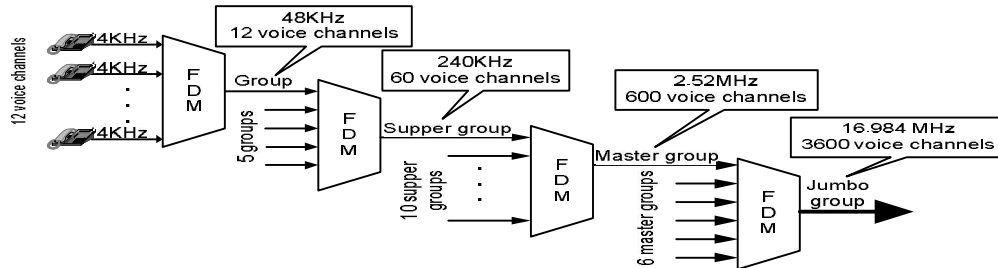 48KHz
12 voice channels
12 voice channels
4KHz
4KHz
4KHz
FDM
Group
240KHz
60 voice channels
5 groups
FDM
Supper group
2.52MHz
600 voice channels
10 supper
groups
FDM
Master group
16.984 MHz
3600 voice channels
6 master groups
FDM
Jumbo
group